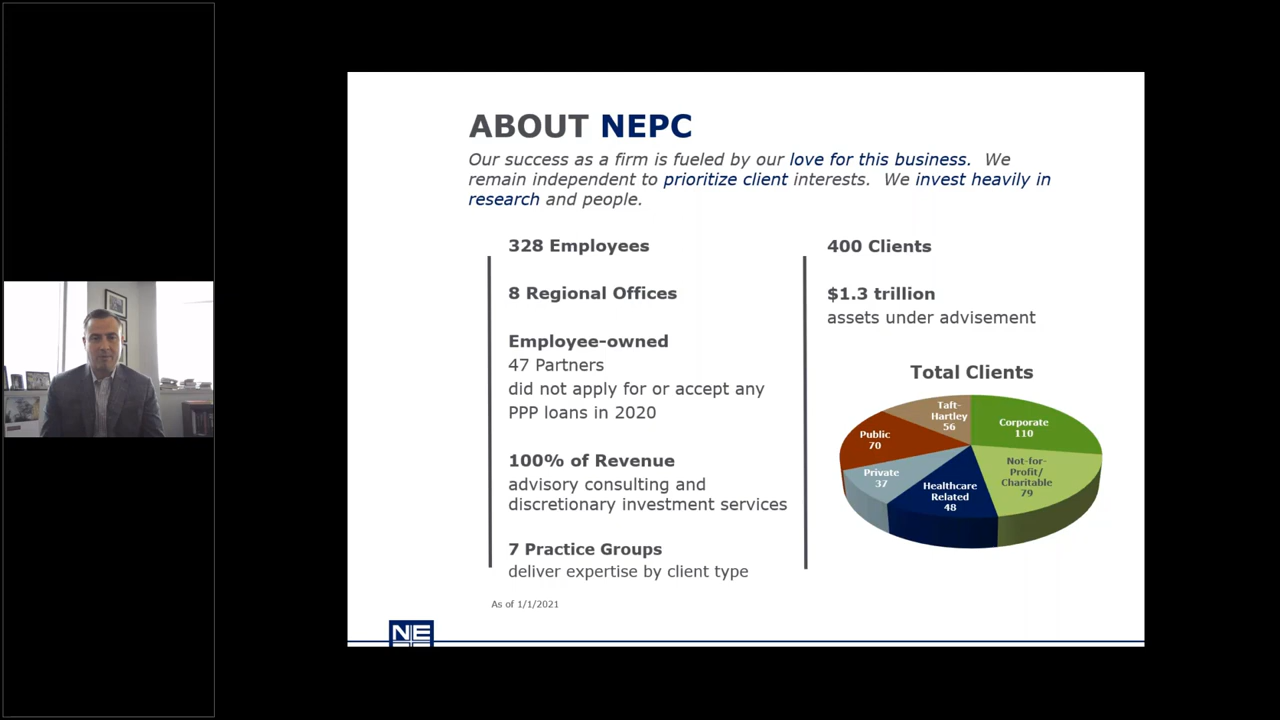 ABOUT NEPC
Our success as a firm is fueled by our love for this business. We
remain independent to prioritize client interests. We invest heavily in
research and people.
328 Employees
8 Regional Offices
Employee-owned
47 Partners
did not apply for or accept any
PPP loans in 2020
100% of Revenue
advisory consulting and
discretionary investment services
7 Practice Groups
deliver expertise by client type
As of 1/1/2021
400 Clients
$1.3 trillion
assets under advisement
Total Clients
Taft-
Hartley
56
Corporate
110
Public
70
Not-for-
Profit/
Charitable
79
Private
37
Healthcare
Related
48
NE